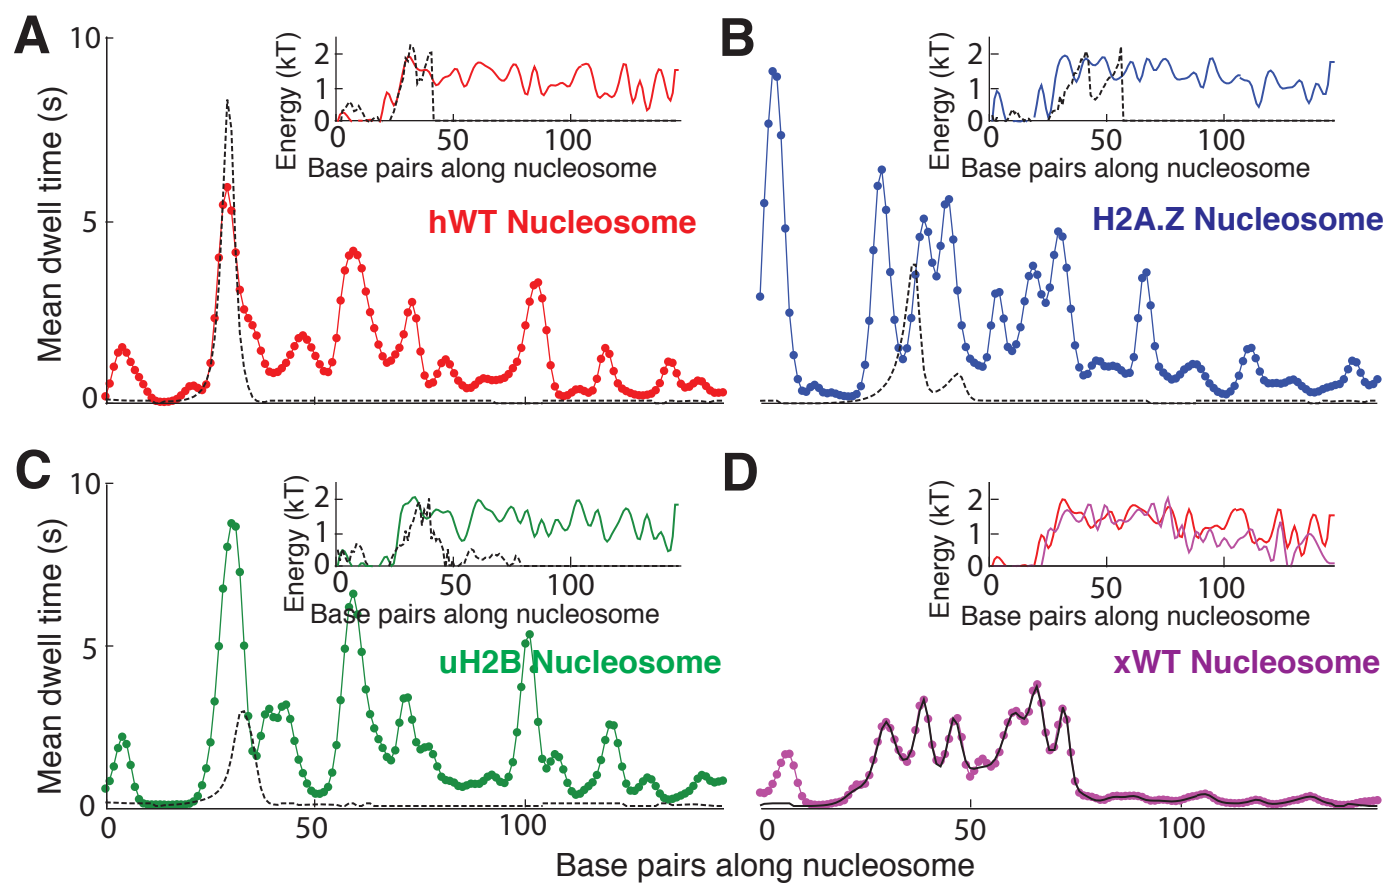 A
10
5
0
Mean dwell time (s)
Energy (kT)
2
1
0
0
50
100
Base pairs along nucleosome
hWT Nucleosome
B
Energy (kT)
2
1
0
0
50
100
Base pairs along nucleosome
H2A.Z Nucleosome
C
10
5
0
Mean dwell time (s)
0
50
100
Energy (kT)
2
1
0
0
50
100
Base pairs along nucleosome
uH2B Nucleosome
D
Energy (kT)
2
1
0
0
50
100
Base pairs along nucleosome
xWT Nucleosome
0
50
100
Base pairs along nucleosome